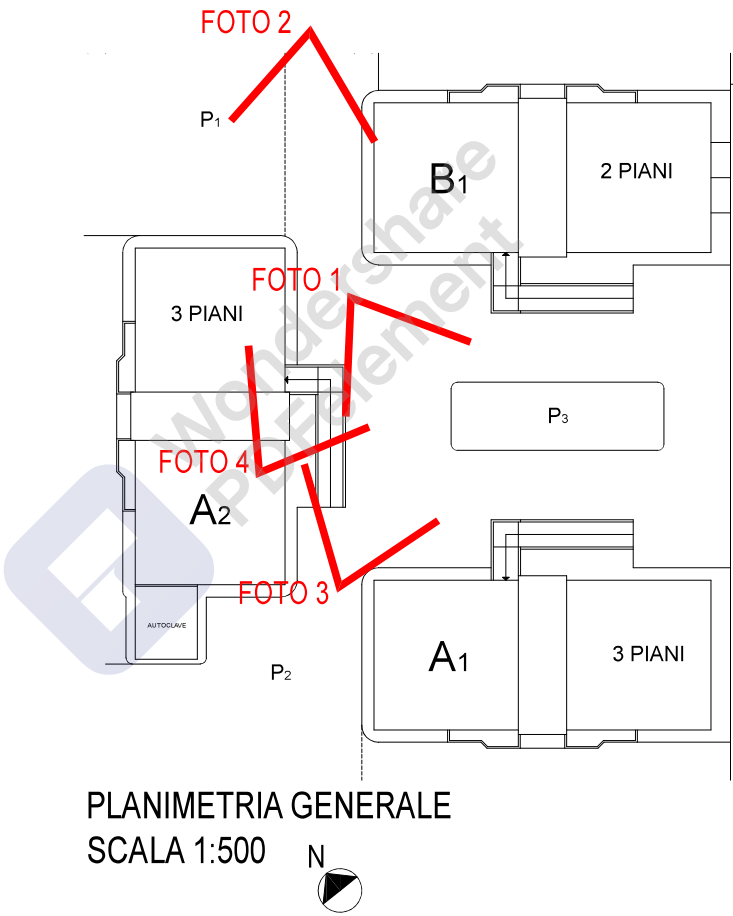 FOTO 2
P1
B1
2 PIANI
FOTO 1
3 PIANI
P3
FOTO 4
A2
FOTO 3
AUTOCLAVE
A1
3 PIANI
P2
PLANIMETRIA GENERALE
SCALA 1:500
N
Wondershare
PDFelement